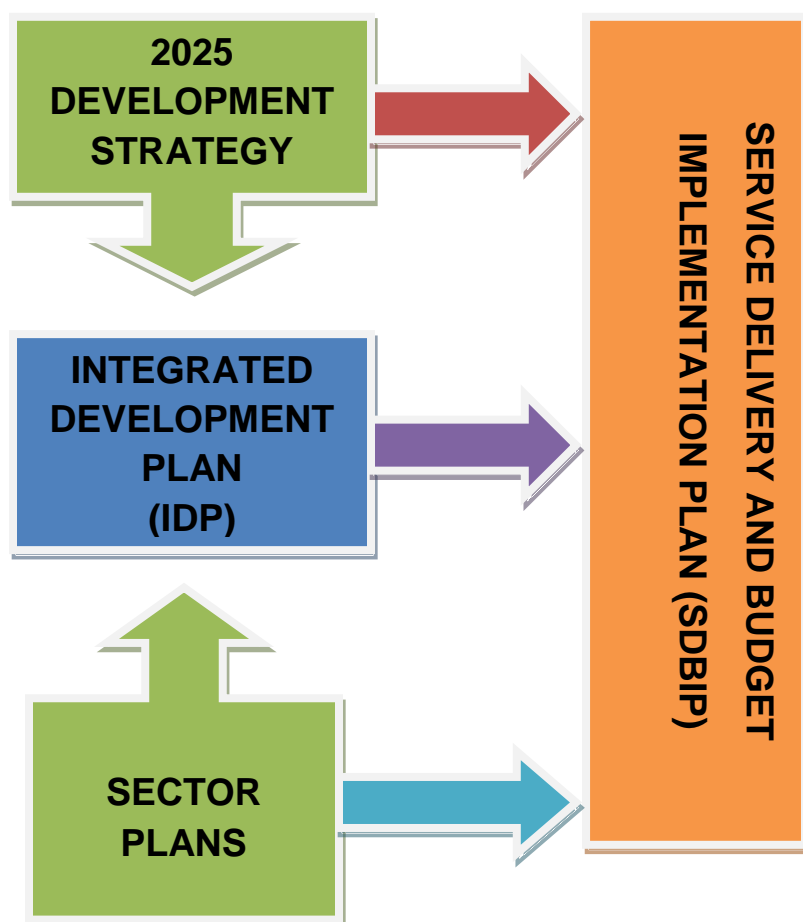 2025
DEVELOPMENT
STRATEGY
INTEGRATED
DEVELOPMENT
PLAN
(IDP)
SECTOR
PLANS
SERVICE DELIVERY AND BUDGET
IMPLEMENTATION PLAN (SDBIP)